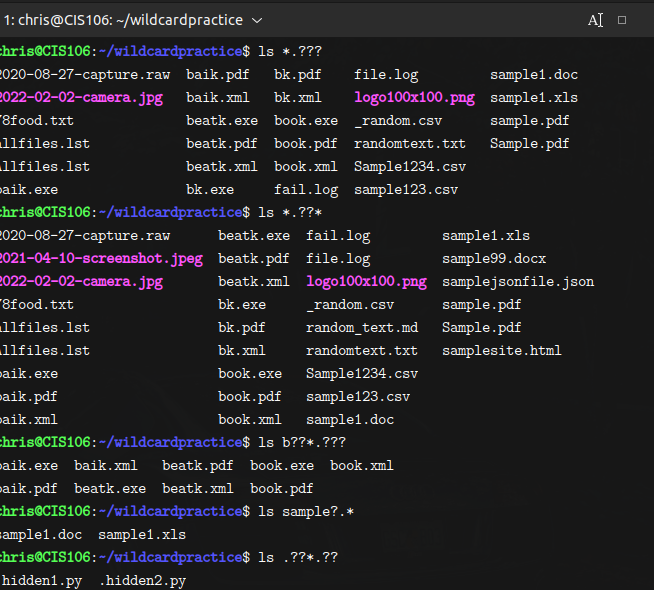 1: chris@CIS106: ~/wildcardpractice
chris@CIS106:~/wildcardpractice$ ls *.???
2020-08-27-capture.raw baik.pdf bk.pdf file.log sample1.doc
2022-02-02-camera.jpg baik.xml bk.xml logo100x100.png sample1.xls
78food.txt beatk.exe book.exe _random.csv sample.pdf
llfiles.lst beatk.pdf book.pdf randomtext.txt Sample.pdf
llfiles.lst beatk.xml book.xml Sample1234.csv
baik.exe bk.exe fail.log sample123.csv
chris@CIS106:~/wildcardpractice$ ls *.??*
2020-08-27-capture.raw beatk.exe fail.log sample1.xls
2021-04-10-screenshot.jpeg beatk.pdf file.log sample99.docx
2022-02-02-camera.jpg beatk.xml logo100x100.png samplejsonfile.json
78food.txt bk.exe _random.csv sample.pdf
llfiles.lst bk.pdf random_text.md Sample.pdf
llfiles.lst bk.xml randomtext.txt samplesite.html
baik.exe book.exe Sample1234.csv
baik.pdf book.pdf sample123.csv
baik.xml book.xml sample1.doc
chris@CIS106:~/wildcardpractice$ ls b??*.???
baik.exe baik.xml beatk.pdf book.exe book.xml
baik.pdf beatk.exe beatk.xml book.pdf
chris@CIS106:~/wildcardpractice$ ls sample?.*
sample1.doc sample1.xls
chris@CIS106:~/wildcardpractice$ ls .??*.??
hidden1.py .hidden2.py